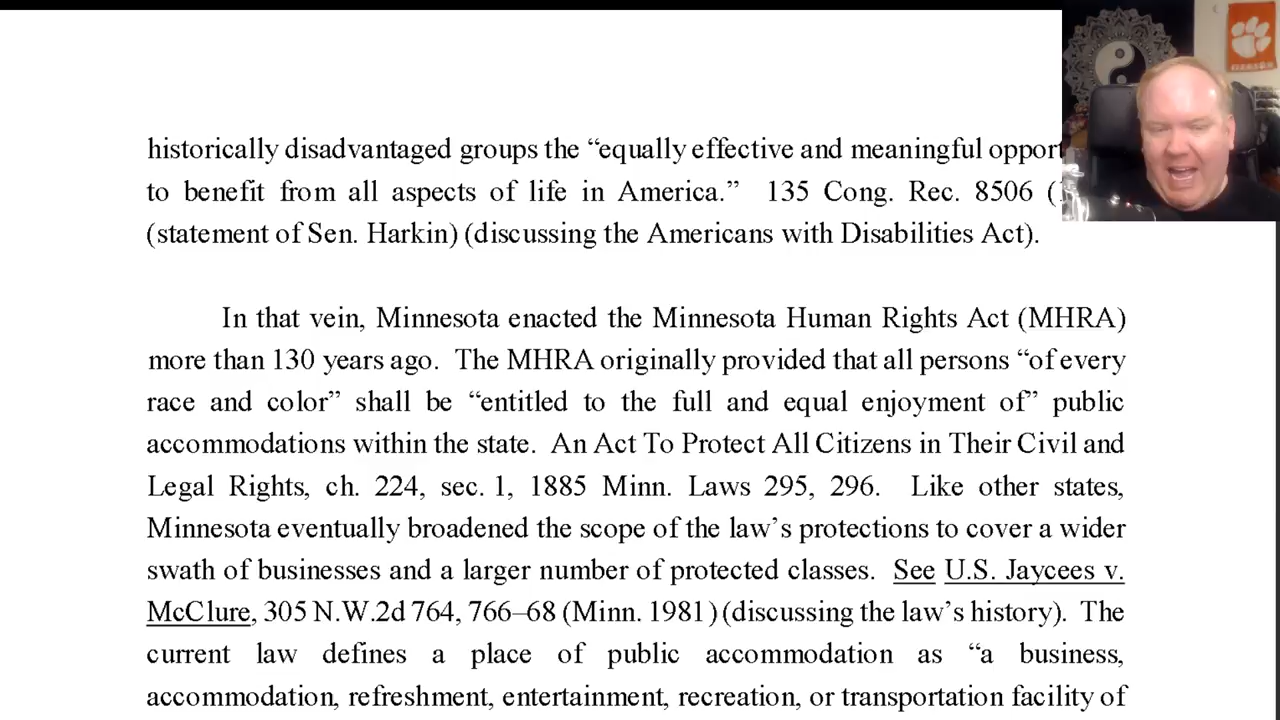 historically disadvantaged groups the “equally effective and meaningful
to benefit from all aspects of life in America.” 135 Cong. Rec. 8506
(statement of Sen. Harkin) (discussing the Americans with Disabilities Act).
In that vein, Minnesota enacted the Minnesota Human Rights Act (MHRA)
more than 130 years ago. The MHRA originally provided that all persons “of every
race and color” shall be “entitled to the full and equal enjoyment of” public
accommodations within the state. An Act To Protect All Citizens in Their Civil and
Legal Rights, ch. 224, sec. 1, 1885 Minn. Laws 295, 296. Like other states,
Minnesota eventually broadened the scope of the law’s protections to cover a wider
swath of businesses and a larger number of protected classes. See U.S. Jaycees v.
McClure, 305 N.W.2d 764, 766–68 (Minn. 1981) (discussing the law’s history). The
current law defines a place of public accommodation as “a business,
accommodation, refreshment, entertainment, recreation, or transportation facility of